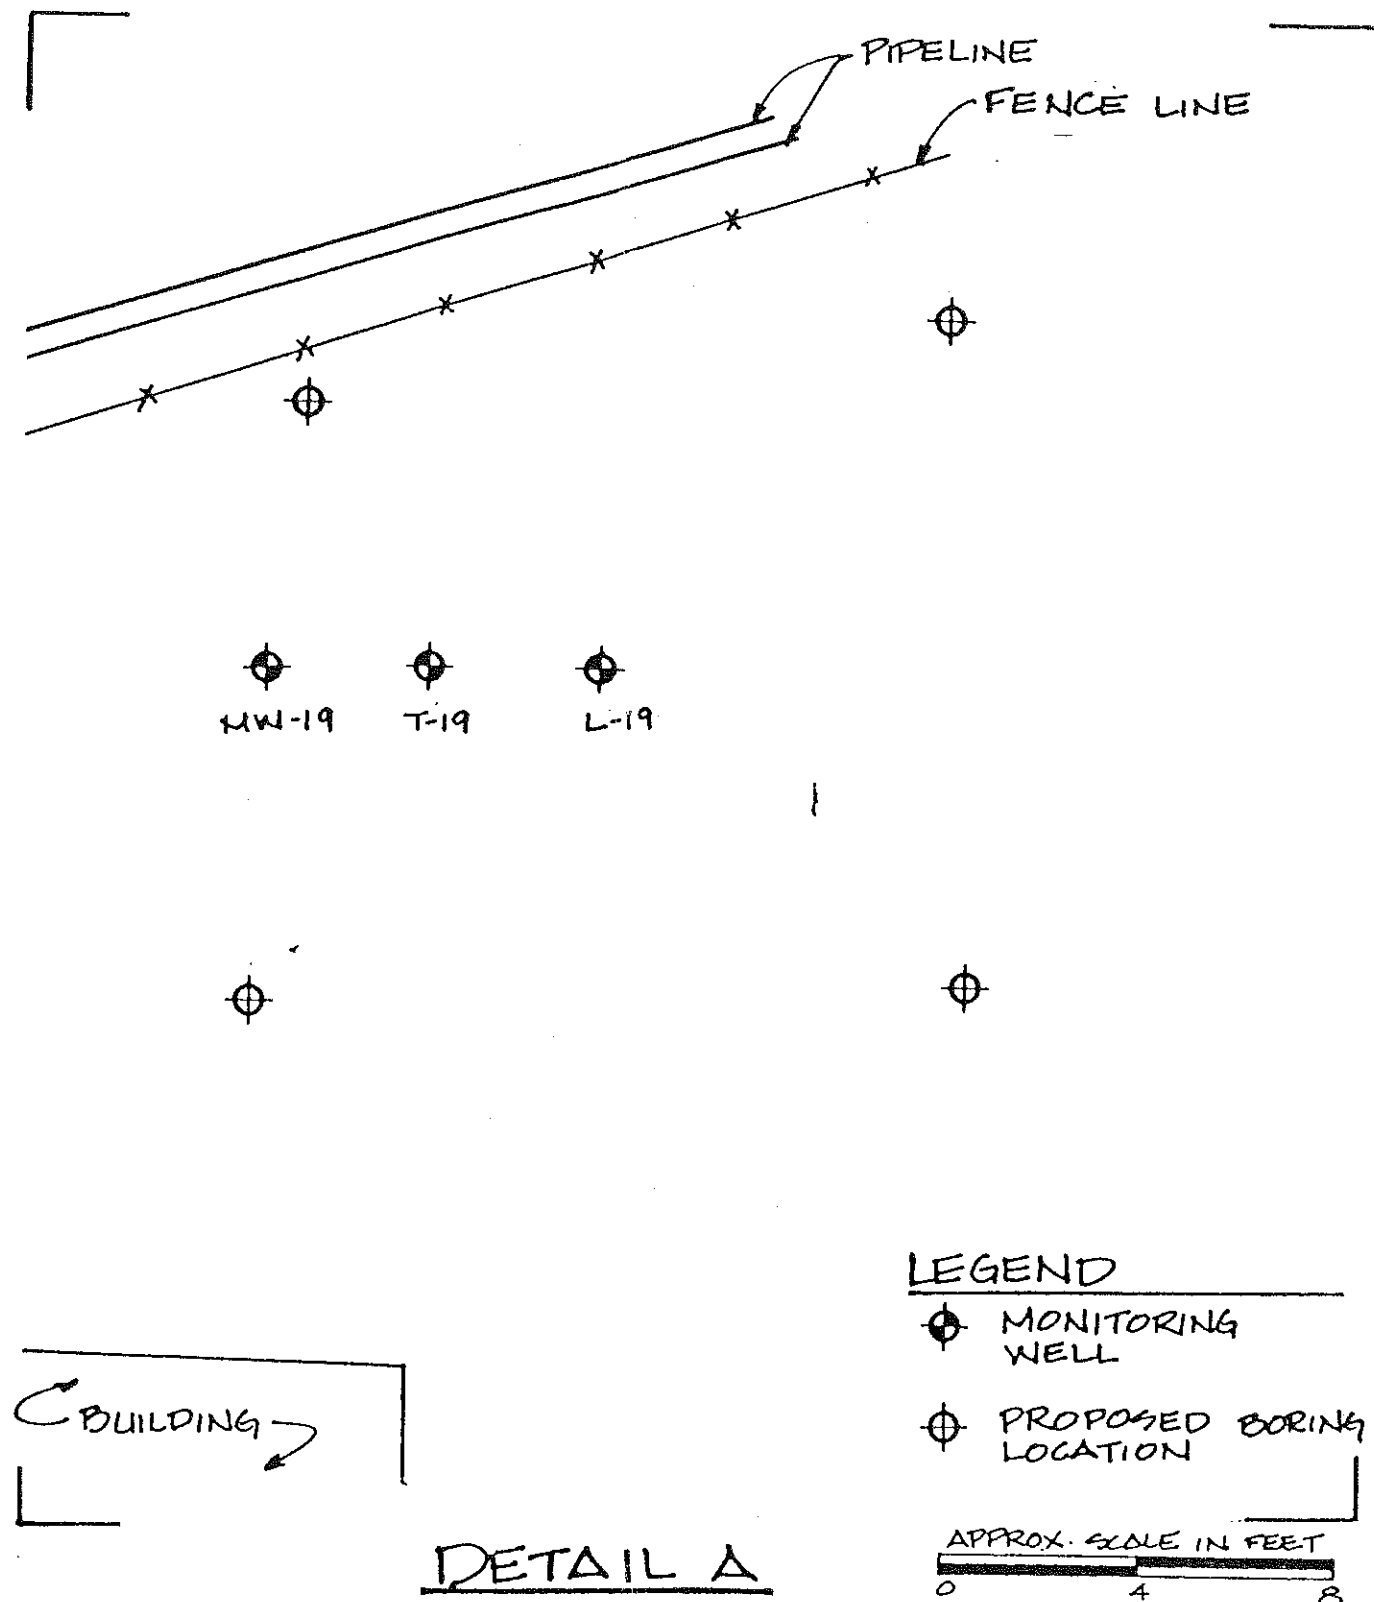 PIPELINE
FENCE LINE
MW-19 T-19 L-19
LEGEND
MONITORING
WELL
PROPOSED BORING
LOCATION
BUILDING
APPROX. SCALE IN FEET
0 4 8
DETAIL A